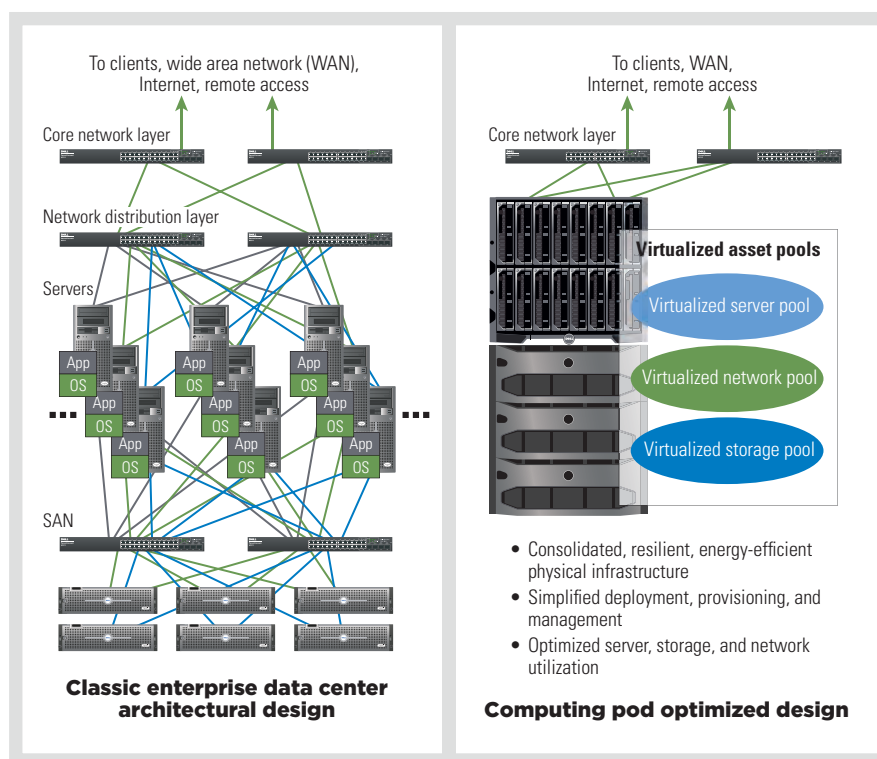 To clients, wide area network (WAN),
Internet, remote access
Core network layer
Network distribution layer
Servers
App
OS
App
OS
App
OS
App
OS
App
OS
App
OS
App
OS
App
OS
App
OS
...
...
SAN
Classic enterprise data center
architectural design
To clients, WAN,
Internet, remote access
Core network layer
Virtualized asset pools
Virtualized server pool
Virtualized network pool
Virtualized storage pool
• Consolidated, resilient, energy-efficient
physical infrastructure
• Simplified deployment, provisioning, and
management
• Optimized server, storage, and network
utilization
Computing pod optimized design